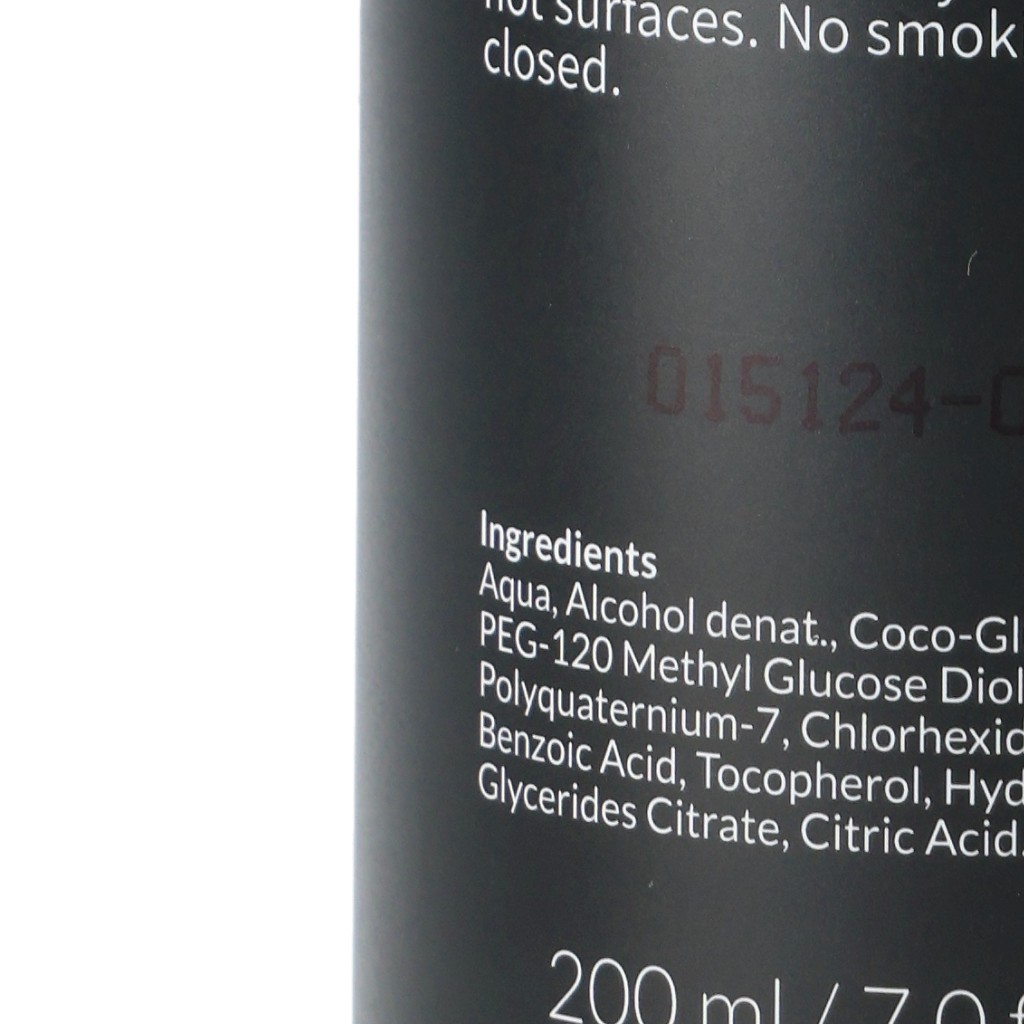 hot surfaces. No smok
closed.
015124-0
Ingredients
Aqua, Alcohol denat., Coco-Gl
PEG-120 Methyl Glucose Diol
Polyquaternium-7, Chlorhexid
Benzoic Acid, Tocopherol, Hyd
Glycerides Citrate, Citric Acid.
200 ml / 7.0 f